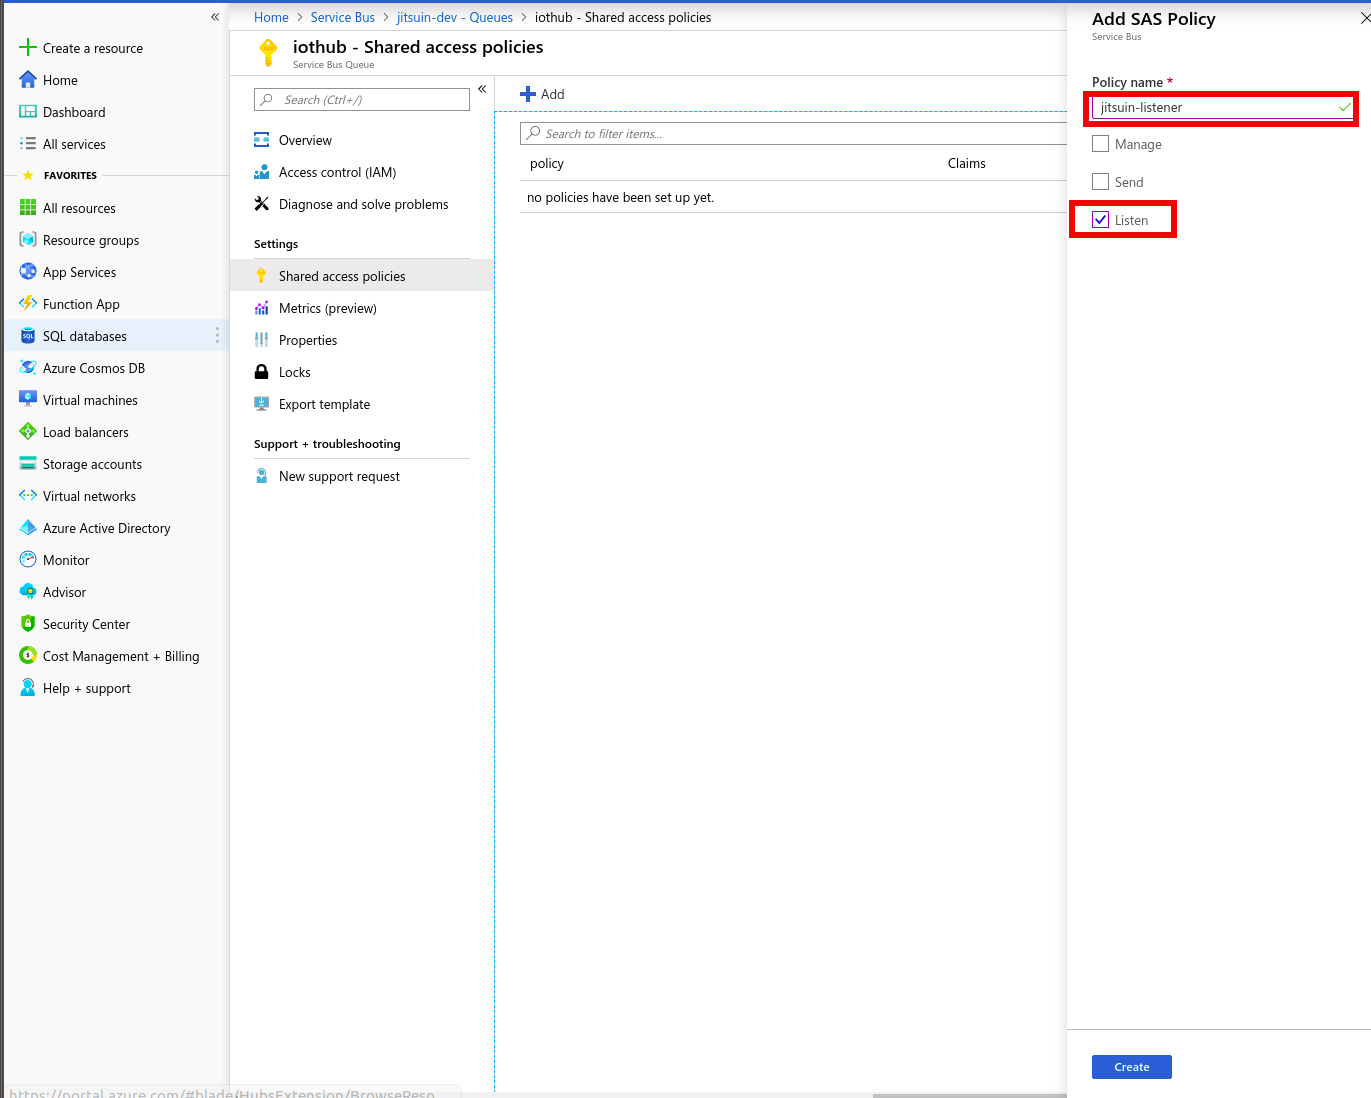 Home > Service Bus > jitsuin-dev - Queues > iothub - Shared access policies
Create a resource
Home
Dashboard
All services
FAVORITES
All resources
Resource groups
App Services
Function App
SQL databases
Azure Cosmos DB
Virtual machines
Load balancers
Storage accounts
Virtual networks
Azure Active Directory
Monitor
Advisor
Security Center
Cost Management + Billing
Help + support
iothub - Shared access policies
Service Bus Queue
Search (Ctrl+/)
Overview
Access control (IAM)
Diagnose and solve problems
Settings
Shared access policies
Metrics (preview)
Properties
Locks
Export template
Support + troubleshooting
New support request
Add
Search to filter items...
policy Claims
no policies have been set up yet.
Add SAS Policy
Service Bus
Policy name *
jitsuin-listener
Manage
Send
Listen
Create
https://portal.azure.com/#blade/HubsExtension/BrowseReso